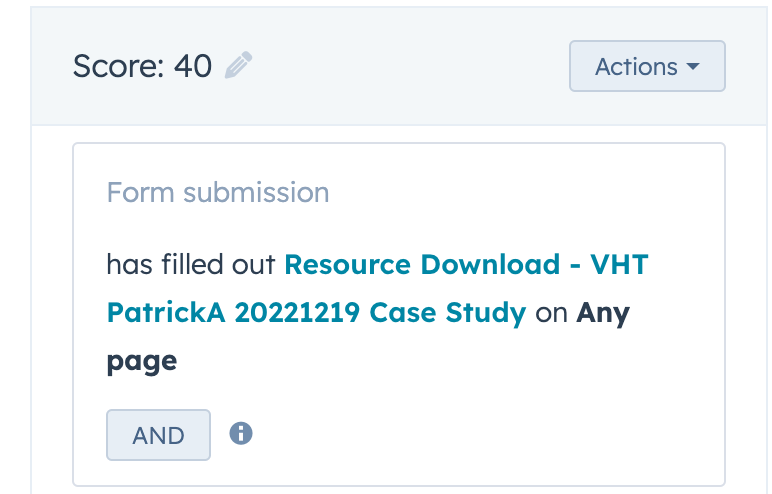 Score: 40
Actions
Form submission
has filled out Resource Download - VHT
PatrickA 20221219 Case Study on Any
page
AND